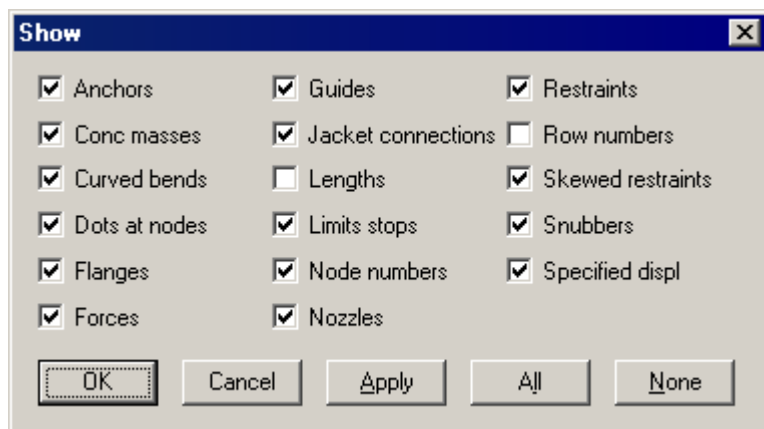 Show
Anchors Guides Restraints
Conc masses Jacket connections Row numbers
Curved bends Lengths Skewed restraints
Dots at nodes Limits stops Snubbers
Flanges Node numbers Specified displ
Forces Nozzles
OK Cancel Apply All None